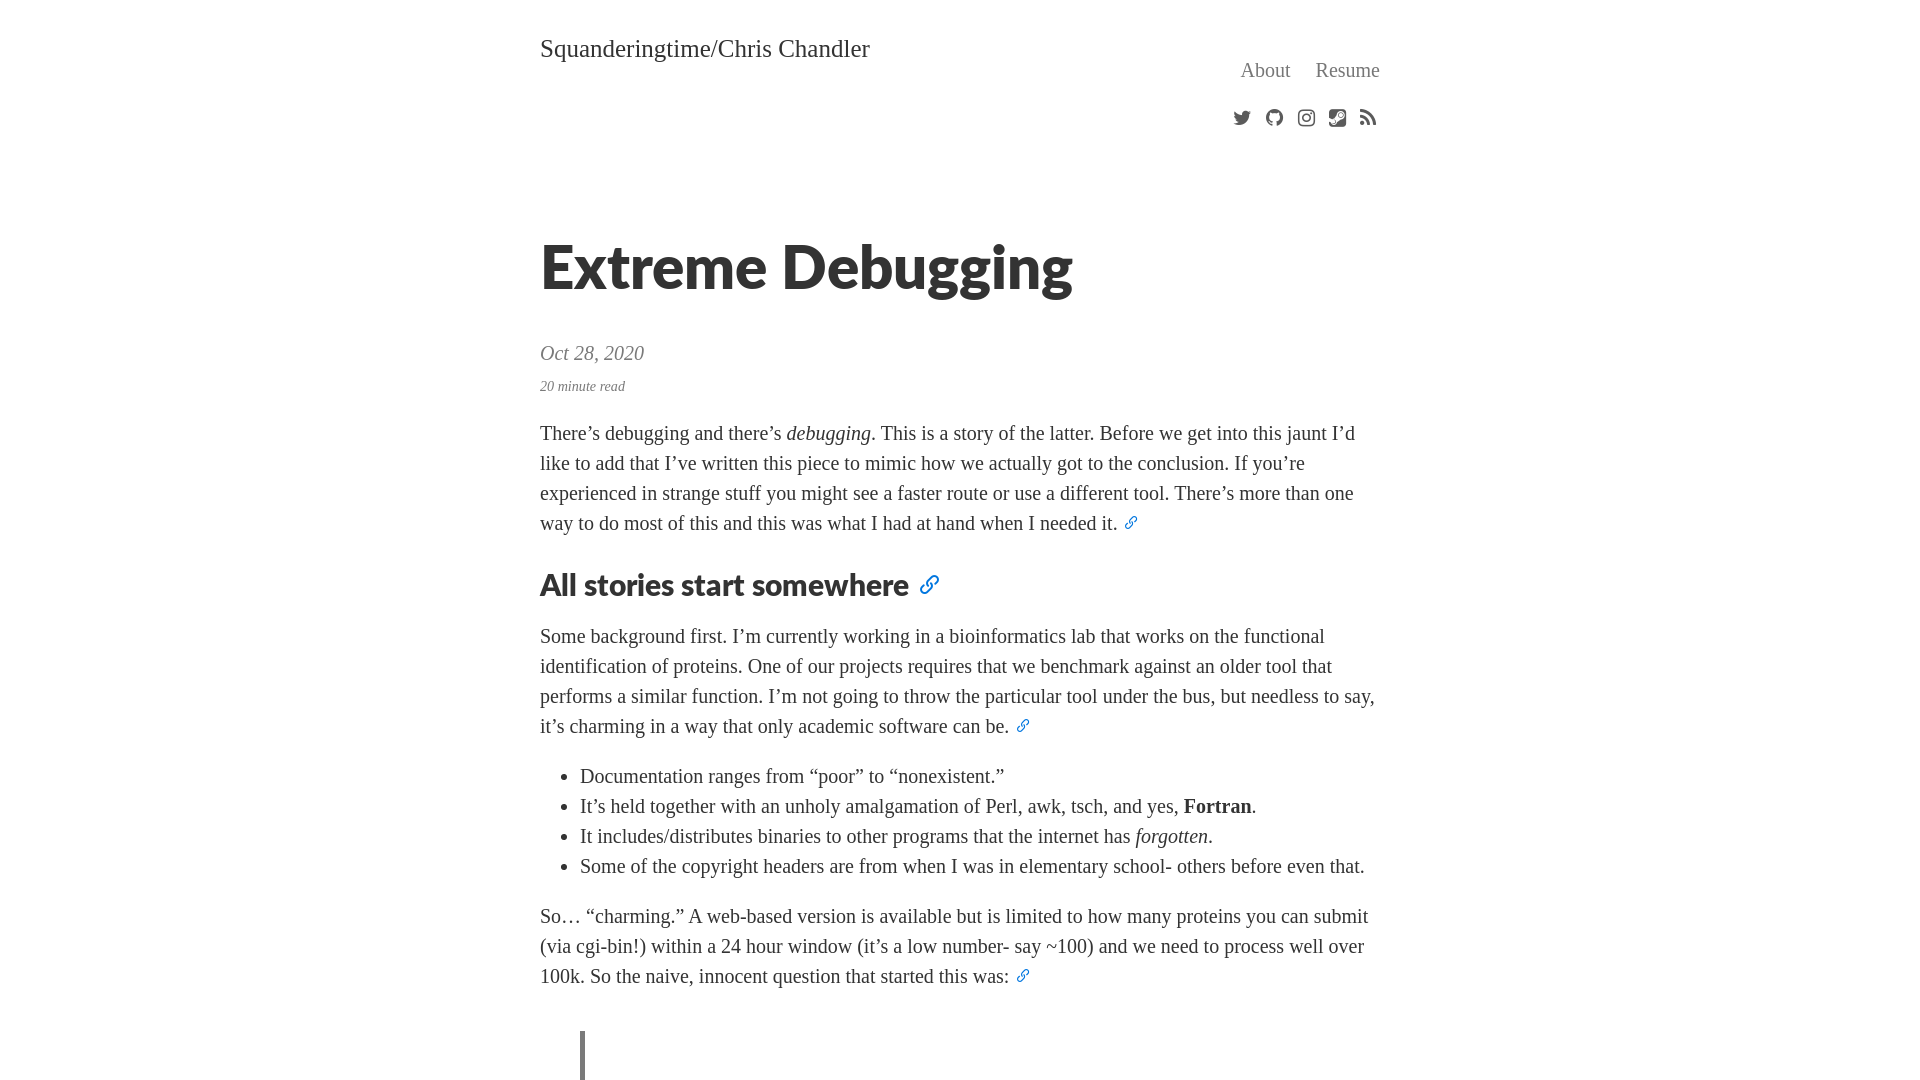 Squanderingtime/Chris Chandler
About Resume
Extreme Debugging
Oct 28, 2020
20 minute read
There’s debugging and there’s debugging. This is a story of the latter. Before we get into this jaunt I’d
like to add that I’ve written this piece to mimic how we actually got to the conclusion. If you’re
experienced in strange stuff you might see a faster route or use a different tool. There’s more than one
way to do most of this and this was what I had at hand when I needed it.
All stories start somewhere
Some background first. I’m currently working in a bioinformatics lab that works on the functional
identification of proteins. One of our projects requires that we benchmark against an older tool that
performs a similar function. I’m not going to throw the particular tool under the bus, but needless to say,
it’s charming in a way that only academic software can be.
• Documentation ranges from “poor” to “nonexistent.”
• It’s held together with an unholy amalgamation of Perl, awk, tsch, and yes, Fortran.
• It includes/distributes binaries to other programs that the internet has forgotten.
• Some of the copyright headers are from when I was in elementary school- others before even that.
So… “charming.” A web-based version is available but is limited to how many proteins you can submit
(via cgi-bin!) within a 24 hour window (it’s a low number- say ~100) and we need to process well over
100k. So the naive, innocent question that started this was: